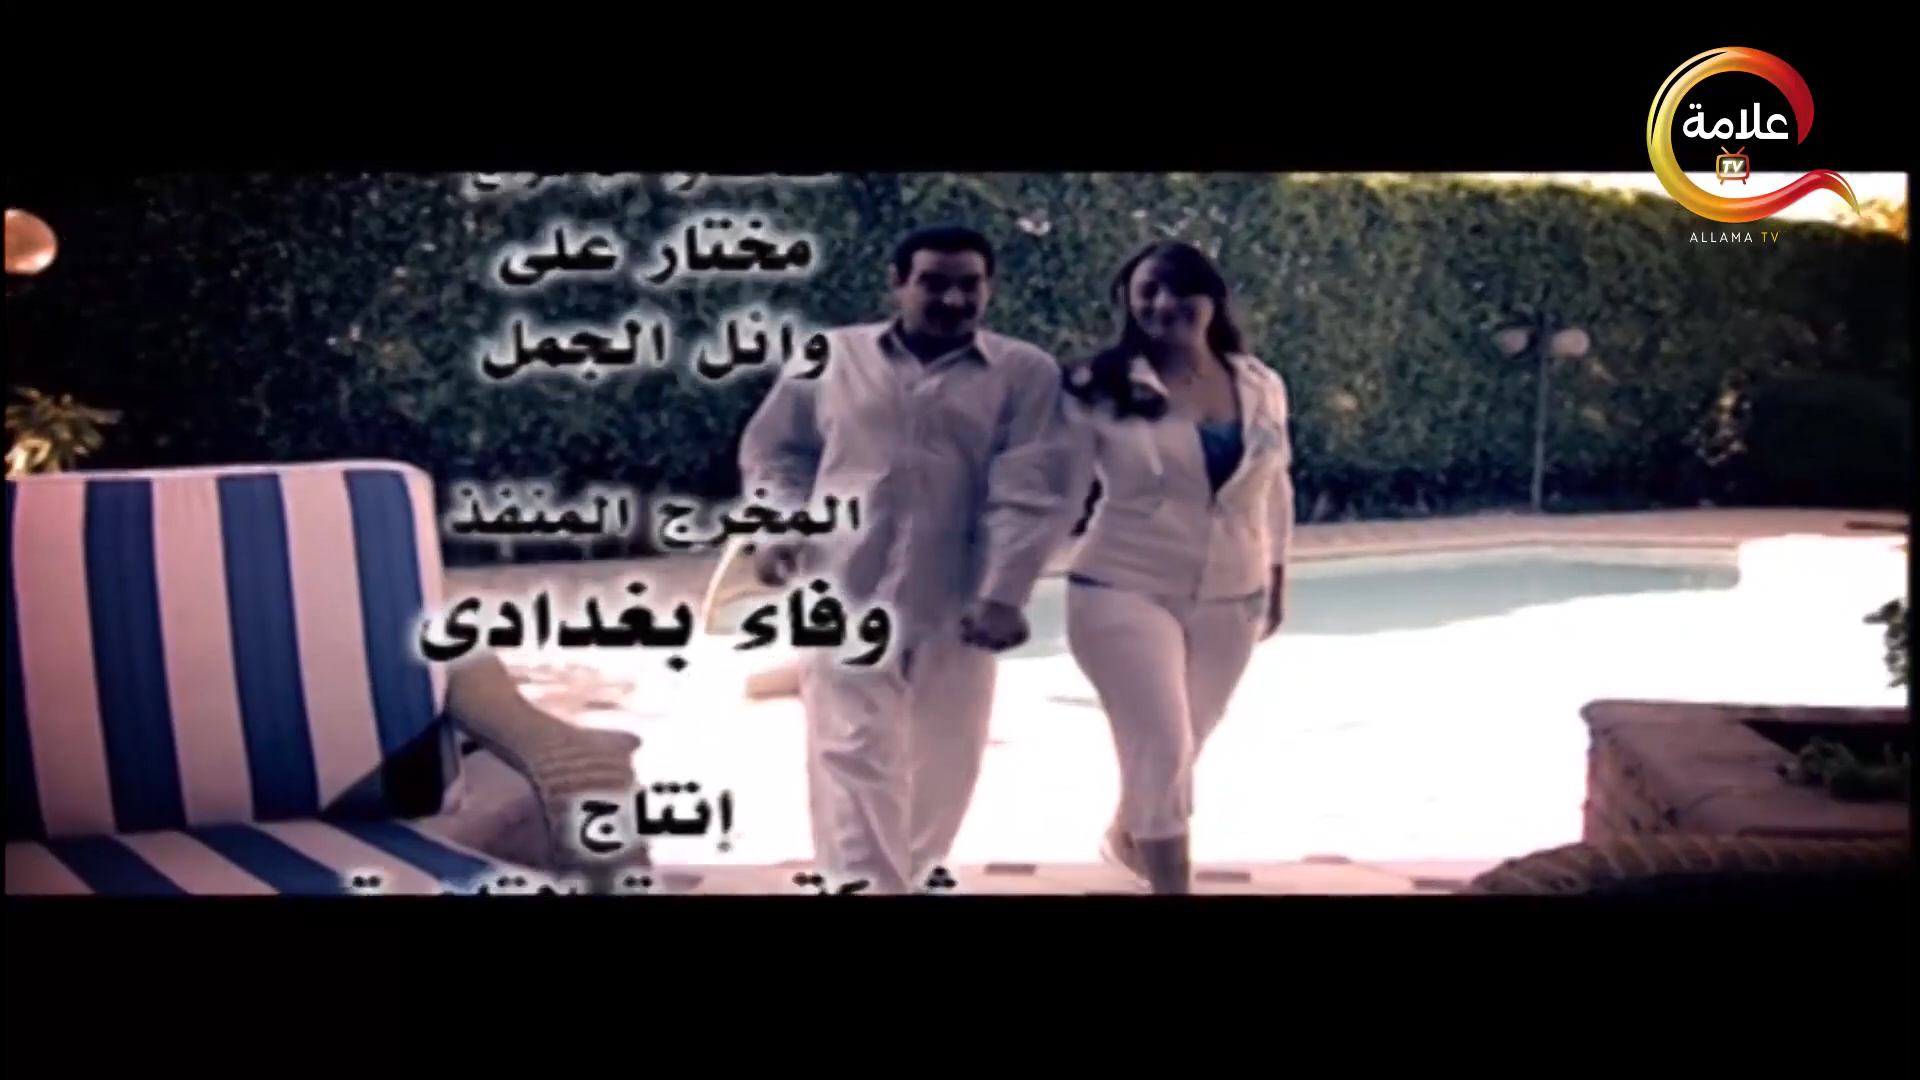 علامة
TV
ALLAMA TV
مختار على
وائل الجمل
المخرج المنفذ
وفاء بغدادى
إنتاج